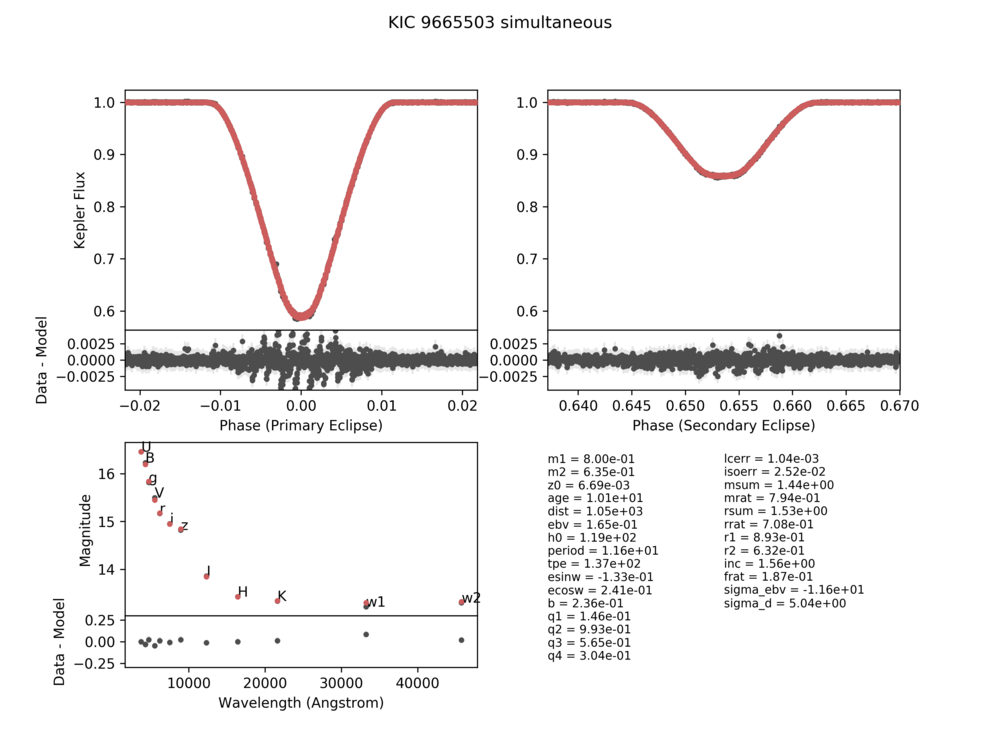 KIC 9665503 simultaneous
1.0
0.9
0.8
0.7
0.6
Kepler Flux
0.0025
0.0000
−0.0025
Data - Model
−0.02
−0.01
0.00
0.01
0.02
Phase (Primary Eclipse)
0.0025
0.0000
−0.0025
0.640
0.645
0.650
0.655
0.660
0.665
0.670
Phase (Secondary Eclipse)
16
15
14
Magnitude
U
B
g
V
r
i
z
J
H
K
w1
w2
0.25
0.00
−0.25
Data - Model
10000
20000
30000
40000
Wavelength (Angstrom)
m1 = 8.00e-01
m2 = 6.35e-01
z0 = 6.69e-03
age = 1.01e+01
dist = 1.05e+03
ebv = 1.65e-01
h0 = 1.19e+02
period = 1.16e+01
tpe = 1.37e+02
esinw = -1.33e-01
ecosw = 2.41e-01
b = 2.36e-01
q1 = 1.46e-01
q2 = 9.93e-01
q3 = 5.65e-01
q4 = 3.04e-01
lcerr = 1.04e-03
isoerr = 2.52e-02
msum = 1.44e+00
mrat = 7.94e-01
rsum = 1.53e+00
rrat = 7.08e-01
r1 = 8.93e-01
r2 = 6.32e-01
inc = 1.56e+00
frat = 1.87e-01
sigma_ebv = -1.16e+01
sigma_d = 5.04e+00